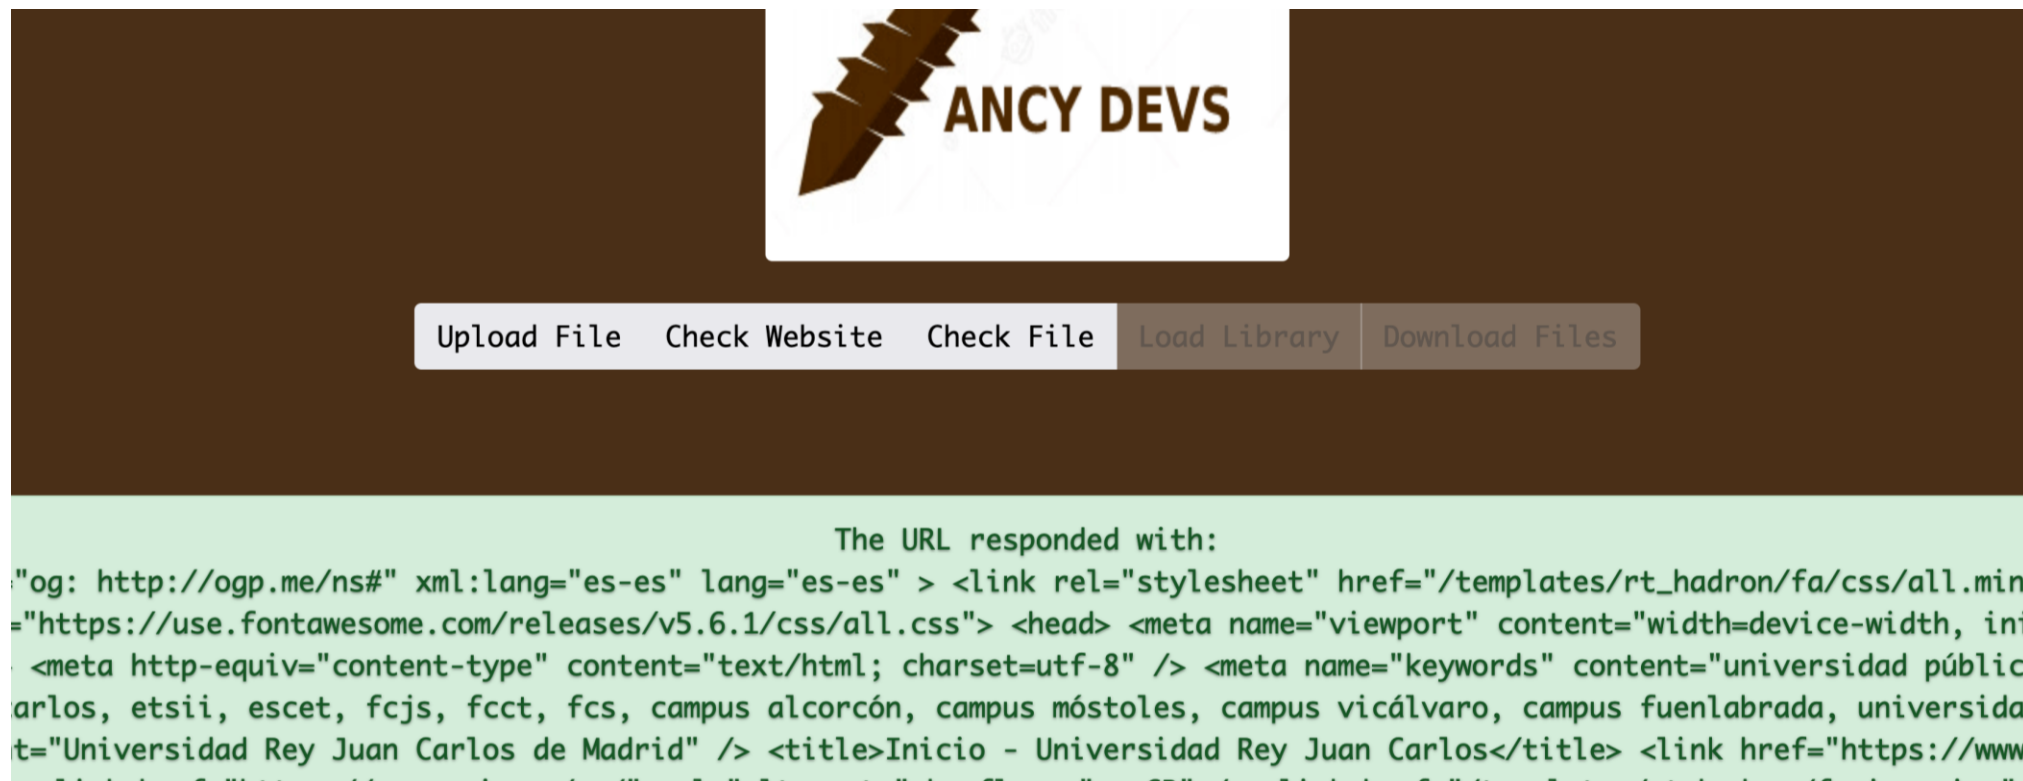 ANCY DEVS
Upload File Check Website Check File Load Library Download Files
The URL responded with:
="og: http://ogp.me/ns#" xml:lang="es-es" lang="es-es" > <link rel="stylesheet" href="/templates/rt_hadron/fa/css/all.min
="https://use.fontawesome.com/releases/v5.6.1/css/all.css"> <head> <meta name="viewport" content="width=device-width, ini
<meta http-equiv="content-type" content="text/html; charset=utf-8" /> <meta name="keywords" content="universidad públic
arlos, etsii, escet, fcjs, fcct, fcs, campus alcorcón, campus móstoles, campus vicálvaro, campus fuenlabrada, universida
nt="Universidad Rey Juan Carlos de Madrid" /> <title>Inicio - Universidad Rey Juan Carlos</title> <link href="https://www